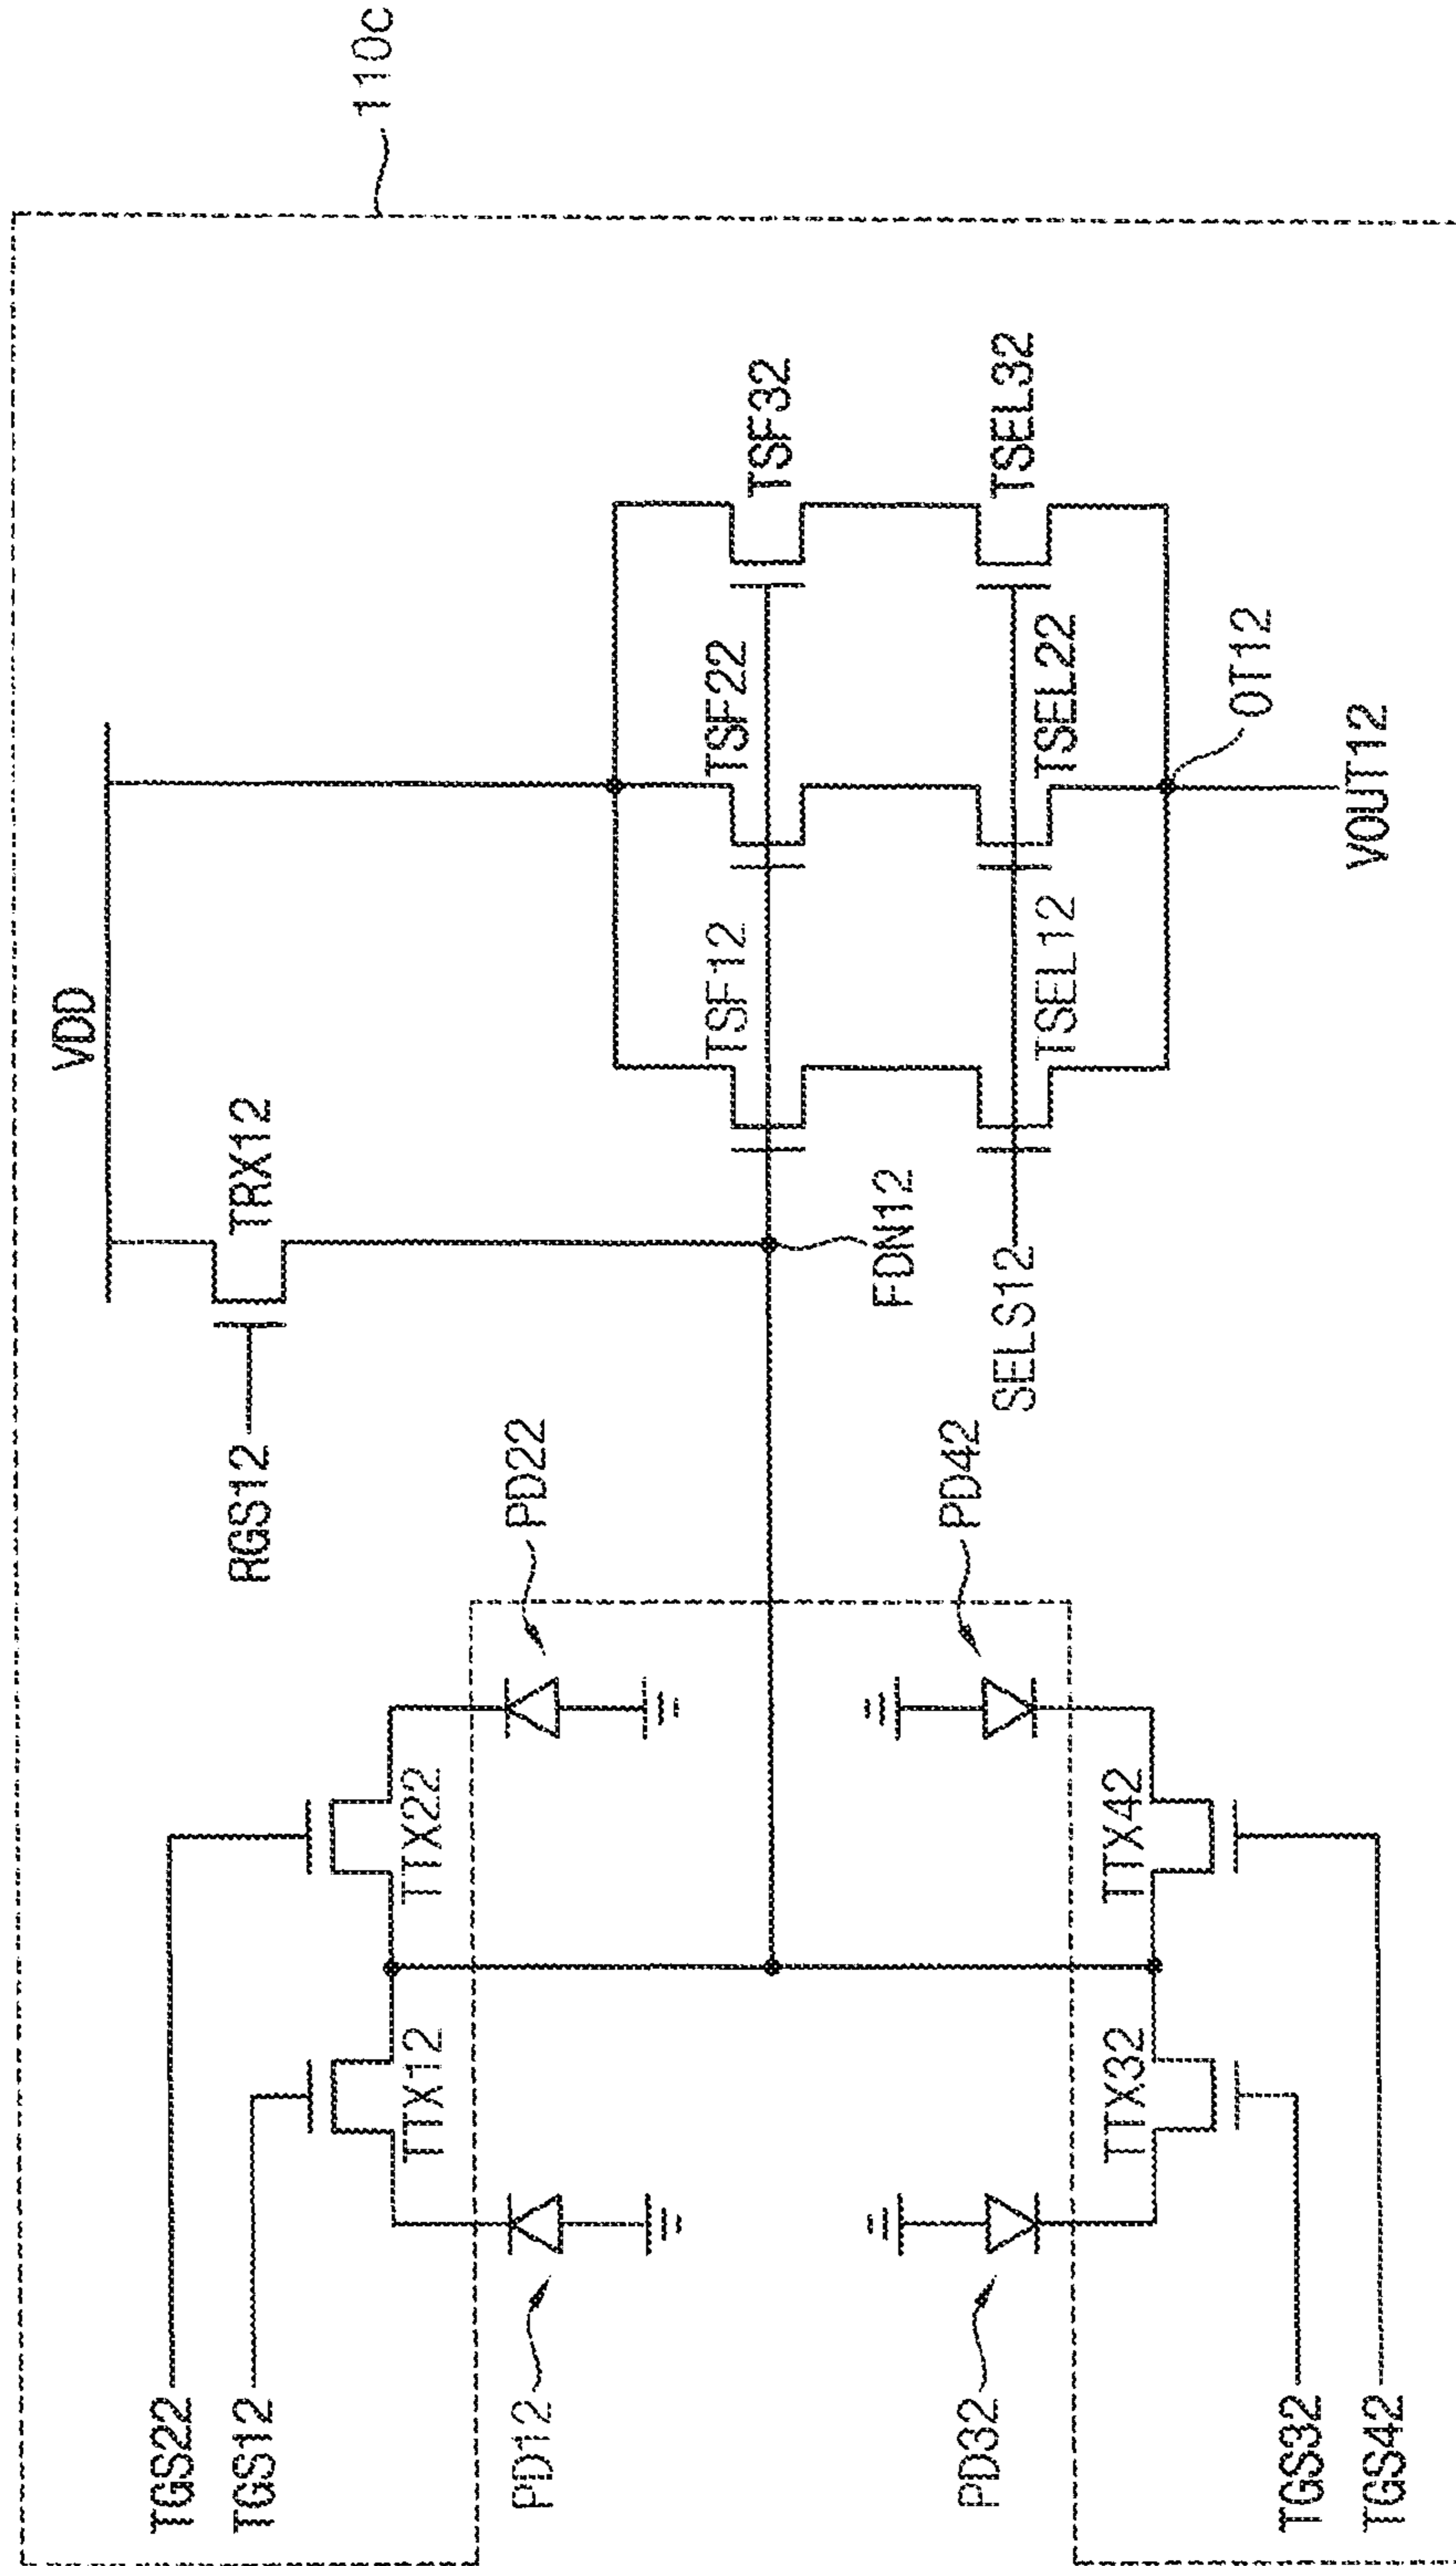 110c
VDD
TRX12
RGS12
TGS22
TGS12
TTX12
TTX22
PD12
PD22
TSF12
TSF22
TSF32
FDN12
SELS12
TSEL12
TSEL22
TSEL32
PD32
PD42
TTX32
TTX42
OT12
VOUT12
TGS32
TGS42